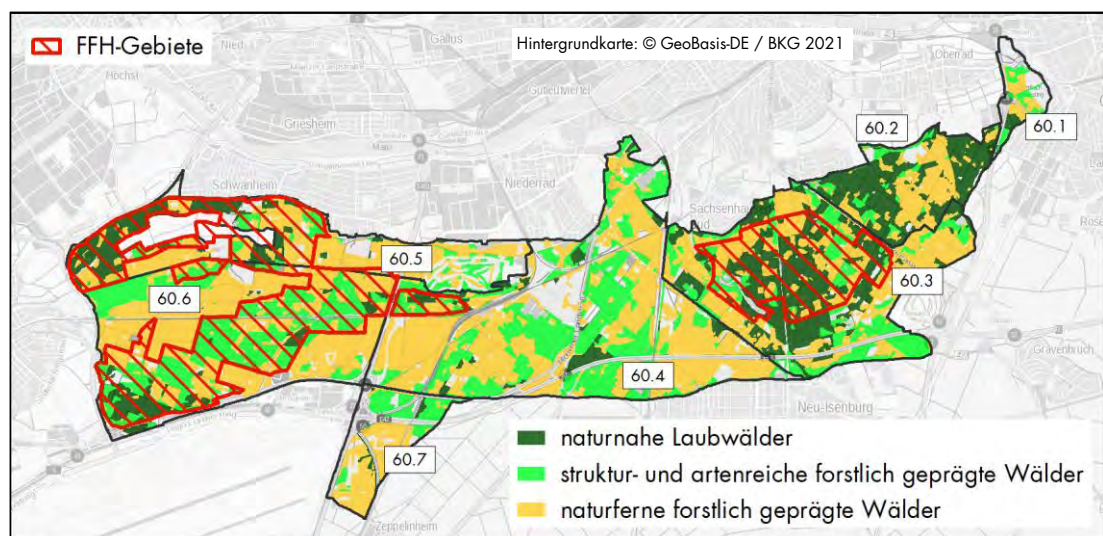 FFH-Gebiete
Hintergrundkarte: © GeoBasis-DE / BKG 2021
Nied
Gallus
Oberrad
Höchst
Gutleutviertel
Griesheim
60.2
60.1
Schwanheim
Niederrad
Sachsenhau
60.5
60.3
60.6
60.4
Gravenbruch
Neu-Isenburg
60.7
Zeppelinheim
naturnahe Laubwälder
struktur- und artenreiche forstlich geprägte Wälder
naturferne forstlich geprägte Wälder